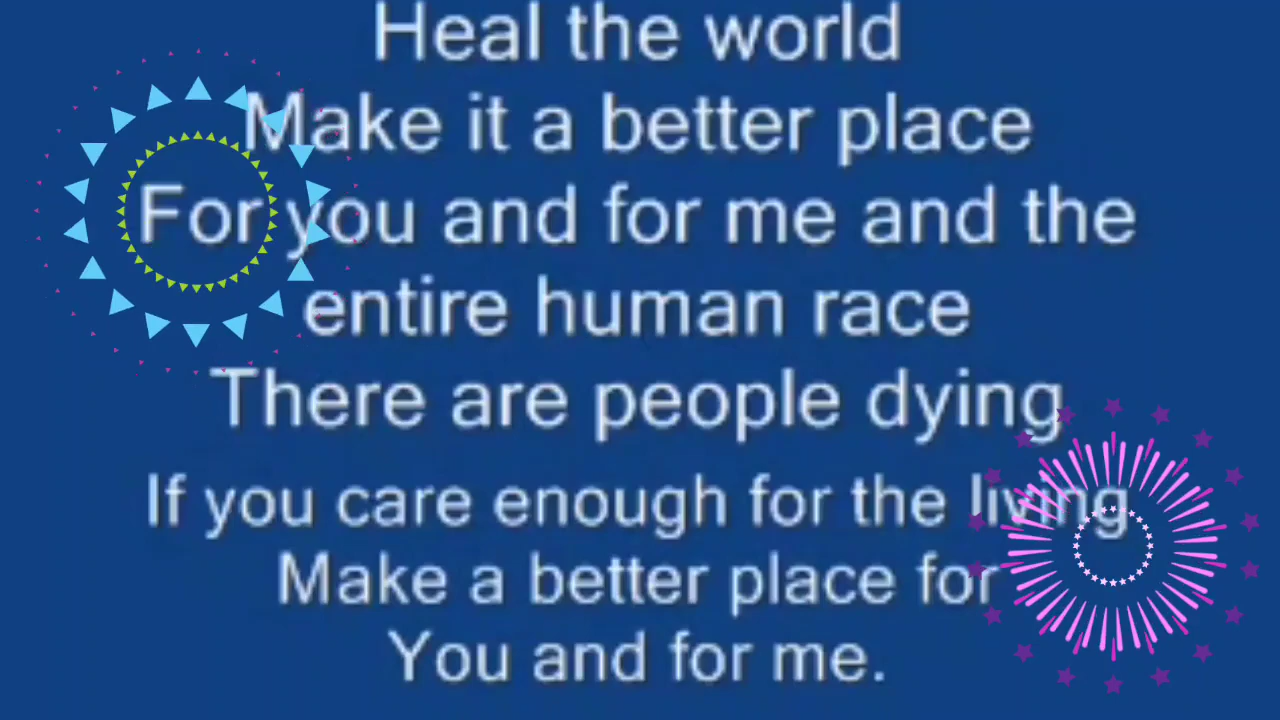 Heal the world
Make it a better place
For you and for me and the
entire human race
There are people dying
If you care enough for the living
Make a better place for
You and for me.